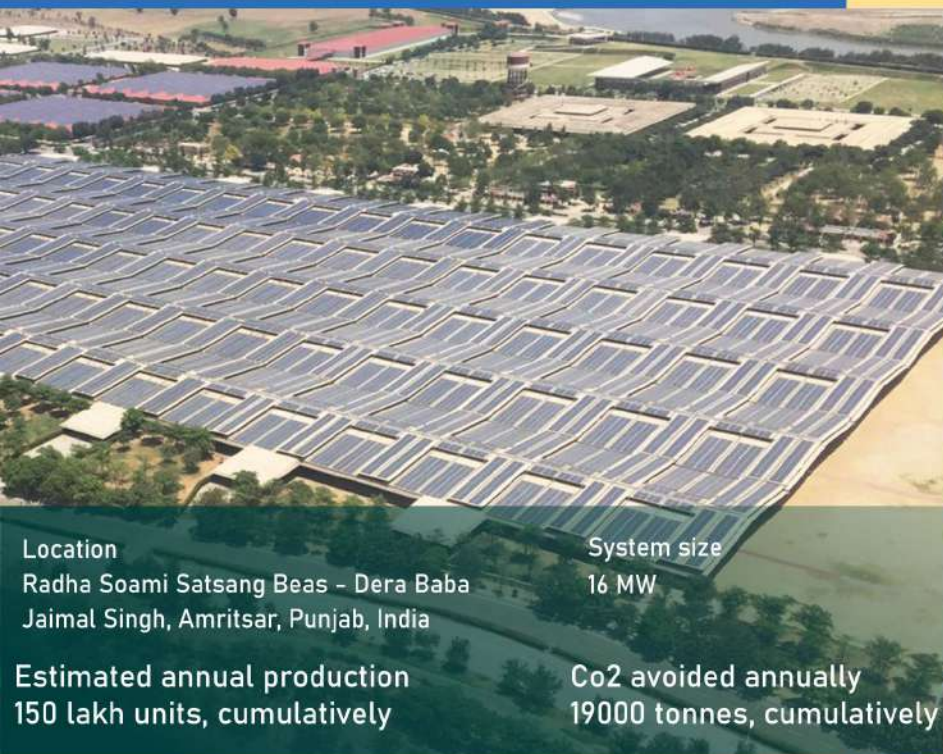 Location
Radha Soami Satsang Beas - Dera Baba
Jaimal Singh, Amritsar, Punjab, India
System size
16 MW
Estimated annual production
150 lakh units, cumulatively
Co2 avoided annually
19000 tonnes, cumulatively